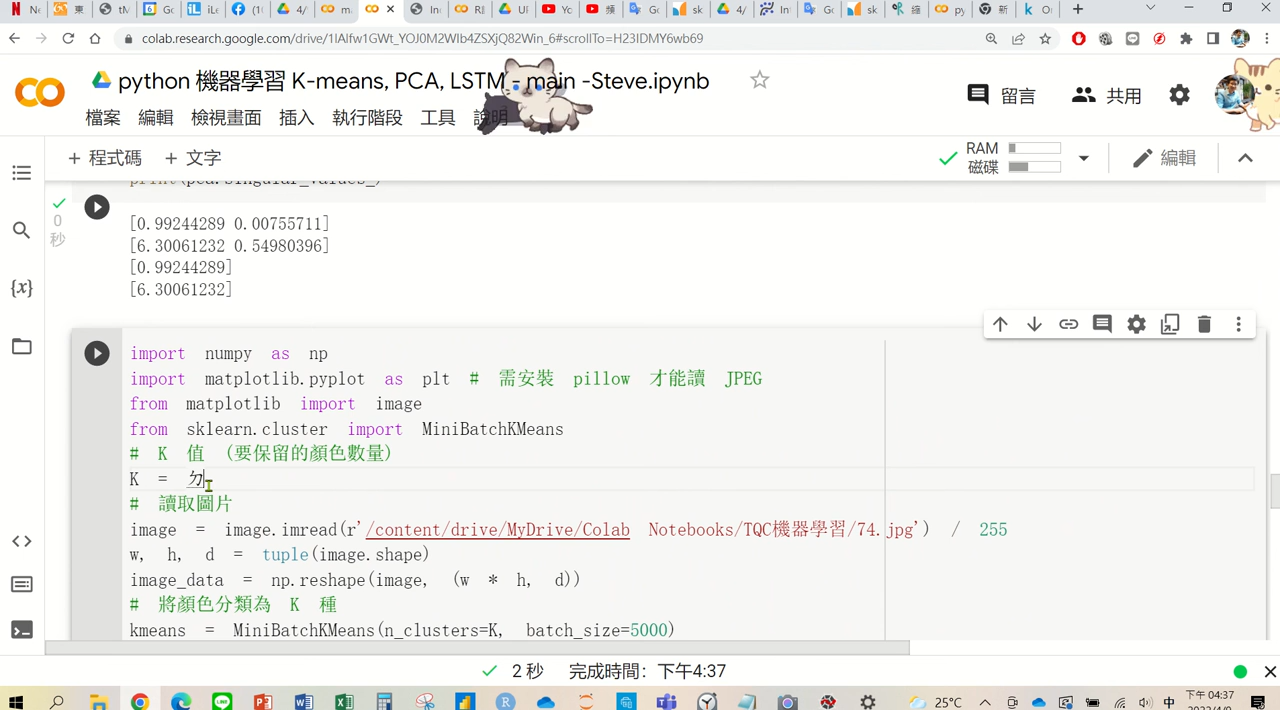 colab.research.google.com/drive/1lAlfw1GWt_YOJ0M2WIb4ZSXjQ82Win_6#scrollTo=H23IDMY6wb69
python 機器學習 K-means, PCA, LSTM - main -Steve.ipynb
留言 共用
檔案 編輯 檢視畫面 插入 執行階段 工具 說明
+ 程式碼 + 文字 RAM 磁碟 編輯
print(pca.singular_values_)
0
秒
[0.99244289 0.00755711]
[6.30061232 0.54980396]
[0.99244289]
[6.30061232]
import numpy as np
import matplotlib.pyplot as plt # 需安裝 pillow 才能讀 JPEG
from matplotlib import image
from sklearn.cluster import MiniBatchKMeans
# K 值 (要保留的顏色數量)
K = ㄉ
# 讀取圖片
image = image.imread(r'/content/drive/MyDrive/Colab Notebooks/TQC機器學習/74.jpg') / 255
w, h, d = tuple(image.shape)
image_data = np.reshape(image, (w * h, d))
# 將顏色分類為 K 種
kmeans = MiniBatchKMeans(n_clusters=K, batch_size=5000)
2 秒 完成時間: 下午4:37
25°C 中 下午 04:37